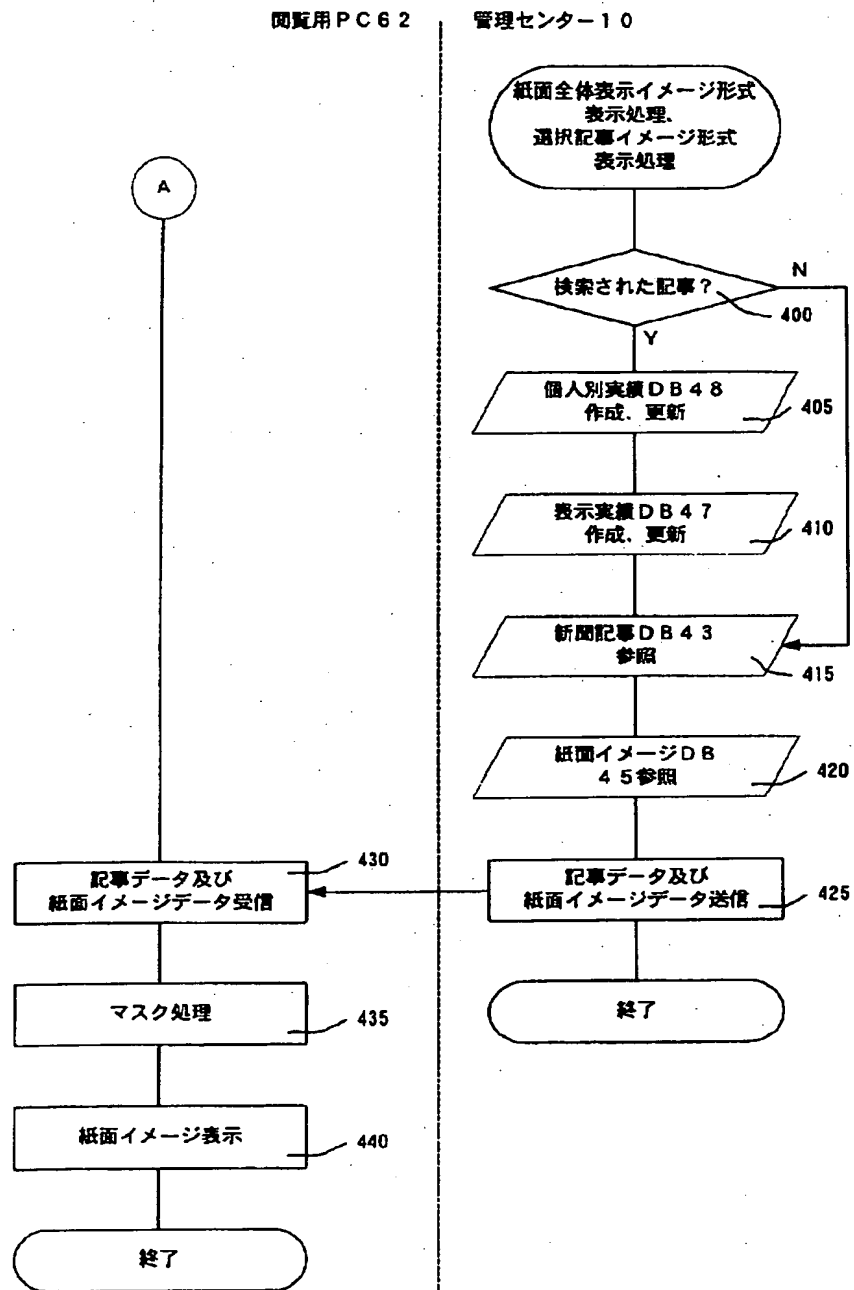 閲覧用PC62
管理センター10
紙面全体表示イメージ形式
表示処理、
選択記事イメージ形式
表示処理
A
検索された記事?
N
400
Y
個人別実績DB48
作成、更新
405
表示実績DB47
作成、更新
410
新聞記事DB43
参照
415
紙面イメージDB
45参照
420
記事データ及び
紙面イメージデータ受信
430
記事データ及び
紙面イメージデータ送信
425
マスク処理
435
終了
紙面イメージ表示
440
終了